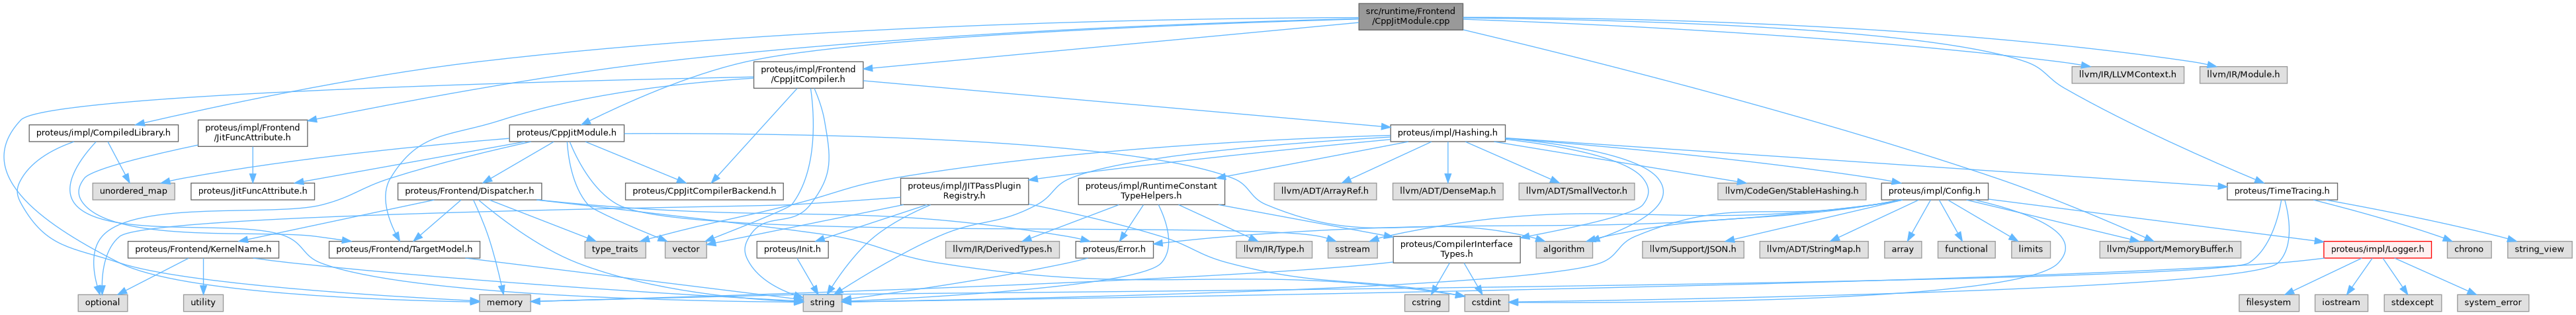 src/runtime/Frontend
/CppJitModule.cpp
proteus/impl/Frontend
/CppJitCompiler.h
llvm/IR/LLVMContext.h
llvm/IR/Module.h
proteus/impl/CompiledLibrary.h
proteus/impl/Frontend
/JitFuncAttribute.h
proteus/CppJitModule.h
proteus/impl/Hashing.h
unordered_map
proteus/JitFuncAttribute.h
proteus/Frontend/Dispatcher.h
proteus/CppJitCompilerBackend.h
proteus/impl/JITPassPlugin
Registry.h
proteus/impl/RuntimeConstant
TypeHelpers.h
llvm/ADT/ArrayRef.h
llvm/ADT/DenseMap.h
llvm/ADT/SmallVector.h
llvm/CodeGen/StableHashing.h
proteus/impl/Config.h
proteus/TimeTracing.h
proteus/Frontend/KernelName.h
proteus/Frontend/TargetModel.h
type_traits
vector
proteus/Init.h
llvm/IR/DerivedTypes.h
proteus/Error.h
llvm/IR/Type.h
sstream
proteus/CompilerInterface
Types.h
algorithm
llvm/Support/JSON.h
llvm/ADT/StringMap.h
array
functional
limits
llvm/Support/MemoryBuffer.h
proteus/impl/Logger.h
chrono
string_view
optional
utility
memory
string
cstring
cstdint
filesystem
iostream
stdexcept
system_error